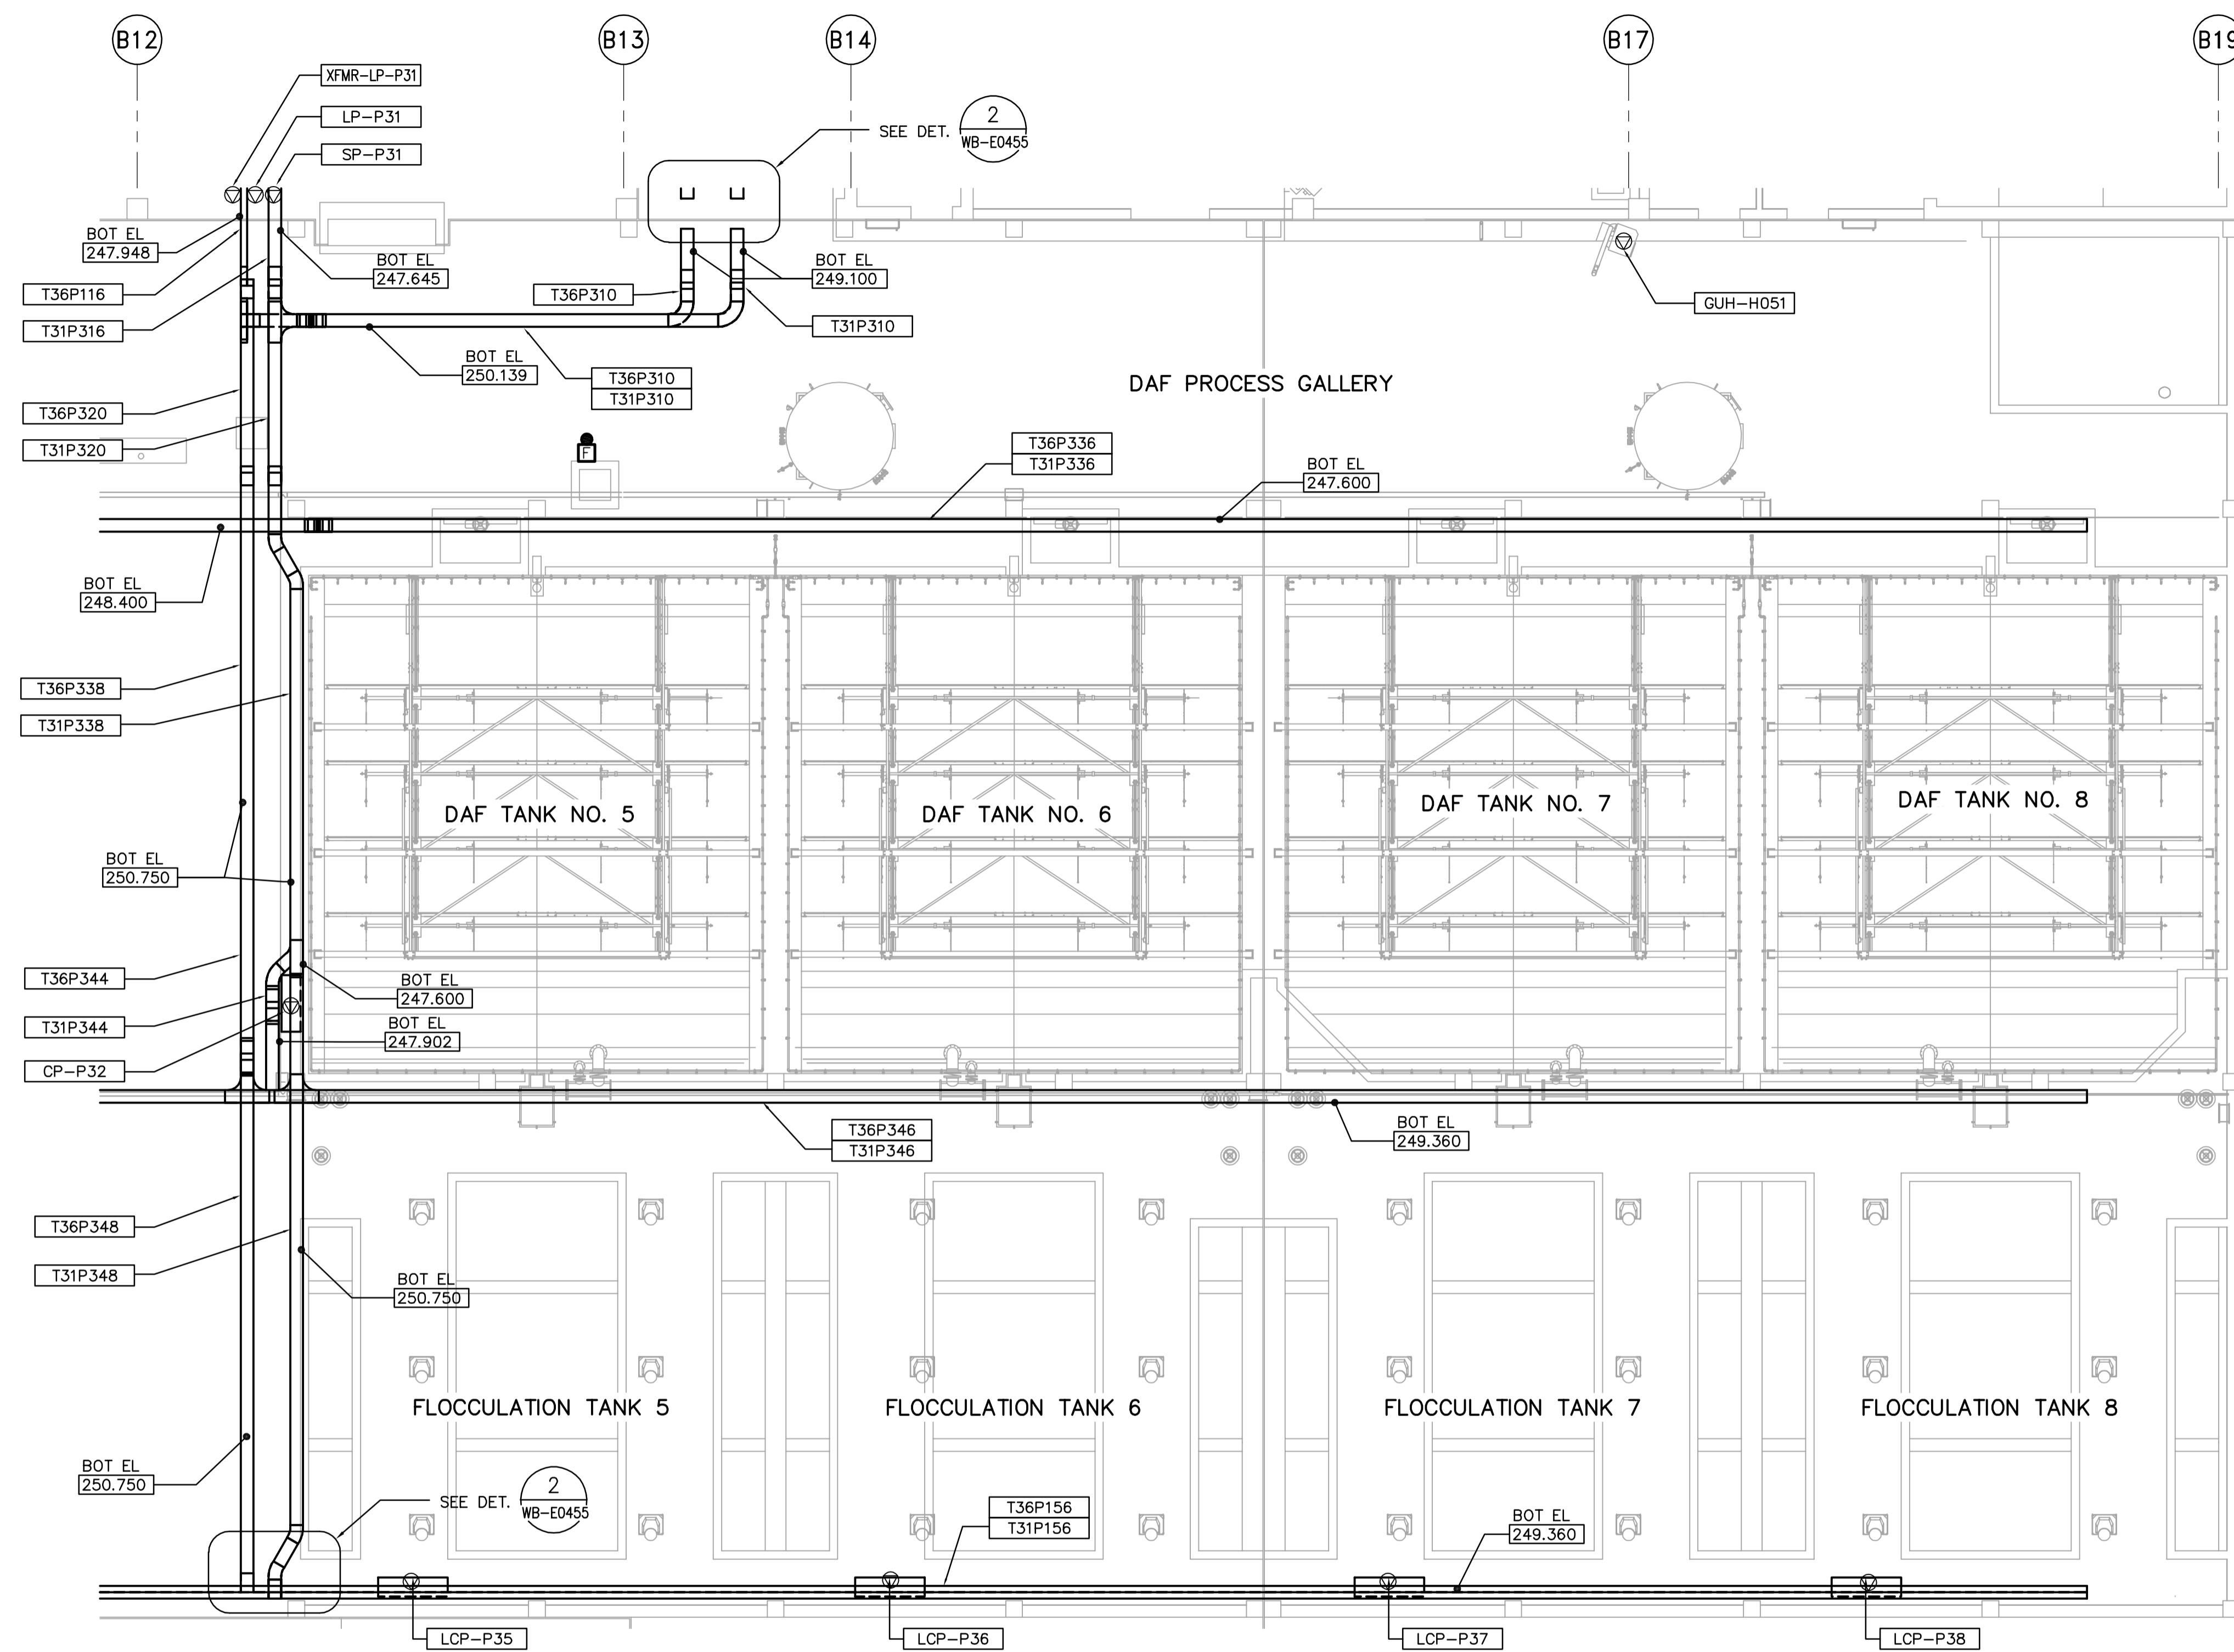 B12
B13
B14
B17
B19
XFMR-LP-P31
LP-P31
SP-P31
SEE DET.
2
WB-E0455
BOT EL
247.948
BOT EL
247.645
BOT EL
249.100
T36P116
T36P310
GUH-H051
T31P316
T31P310
BOT EL
250.139
T36P310
T31P310
DAF PROCESS GALLERY
T36P320
T31P320
F
T36P336
T31P336
BOT EL
247.600
BOT EL
248.400
T36P338
T31P338
DAF TANK NO. 5
DAF TANK NO. 6
DAF TANK NO. 7
DAF TANK NO. 8
BOT EL
250.750
T36P344
BOT EL
247.600
T31P344
BOT EL
247.902
CP-P32
T36P346
T31P346
BOT EL
249.360
T36P348
T31P348
BOT EL
250.750
FLOCCULATION TANK 5
FLOCCULATION TANK 6
FLOCCULATION TANK 7
FLOCCULATION TANK 8
BOT EL
250.750
SEE DET.
2
WB-E0455
T36P156
T31P156
BOT EL
249.360
LCP-P35
LCP-P36
LCP-P37
LCP-P38